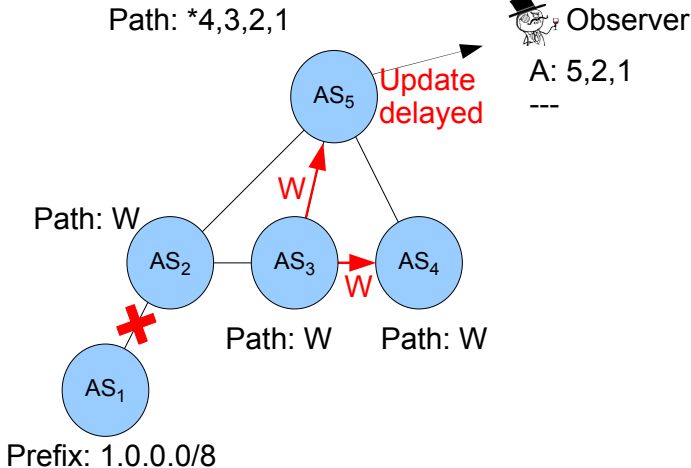 Path: *4,3,2,1
Observer
A: 5,2,1
---
AS5
Update
delayed
W
Path: W
AS2
AS3
AS4
W
Path: W
Path: W
AS1
Prefix: 1.0.0.0/8